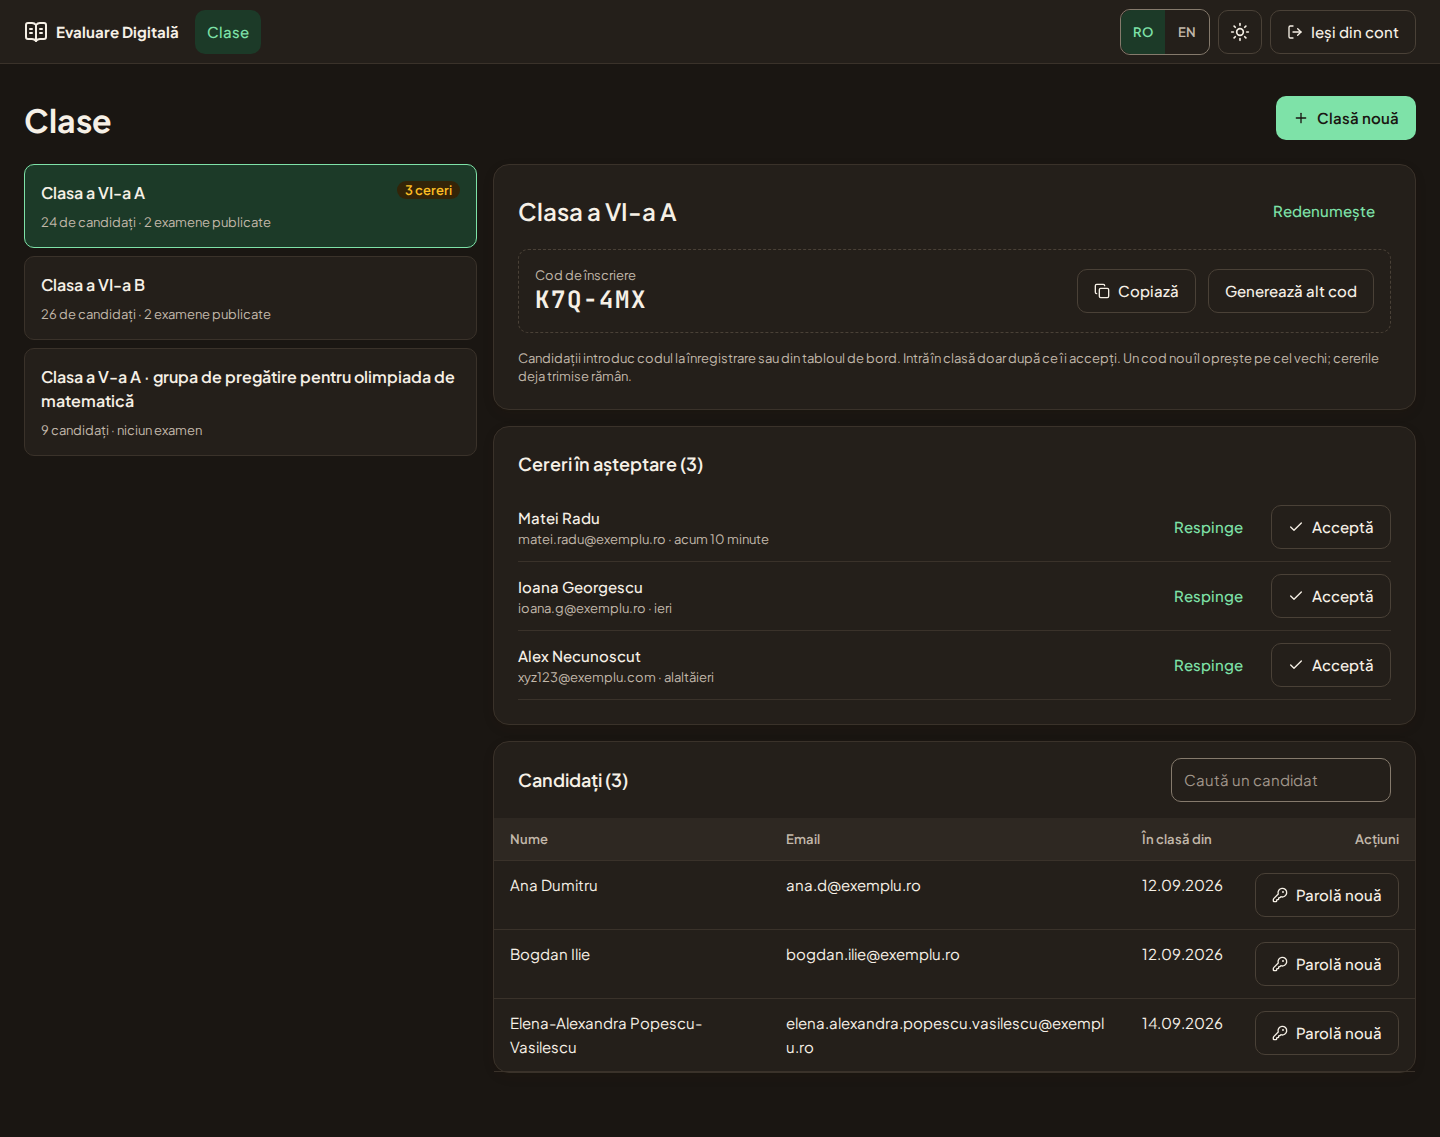 Evaluare Digitală
Clase
RO
EN
Ieși din cont
Clase
Clasă nouă
Clasa a VI-a A
3 cereri
24 de candidați · 2 examene publicate
Clasa a VI-a B
26 de candidați · 2 examene publicate
Clasa a V-a A · grupa de pregătire pentru olimpiada de
matematică
9 candidați · niciun examen
Clasa a VI-a A
Redenumește
Cod de înscriere
K7Q-4MX
Copiază
Generează alt cod
Candidații introduc codul la înregistrare sau din tabloul de bord. Intră în clasă doar după ce îi accepți. Un cod nou îl oprește pe cel vechi; cererile
deja trimise rămân.
Cereri în așteptare (3)
Matei Radu
matei.radu@exemplu.ro · acum 10 minute
Respinge
Acceptă
Ioana Georgescu
ioana.g@exemplu.ro · ieri
Respinge
Acceptă
Alex Necunoscut
xyz123@exemplu.com · alaltăieri
Respinge
Acceptă
Candidați (3)
Caută un candidat
Nume
Email
În clasă din
Acțiuni
Ana Dumitru
ana.d@exemplu.ro
12.09.2026
Parolă nouă
Bogdan Ilie
bogdan.ilie@exemplu.ro
12.09.2026
Parolă nouă
Elena-Alexandra Popescu-
Vasilescu
elena.alexandra.popescu.vasilescu@exempl
u.ro
14.09.2026
Parolă nouă